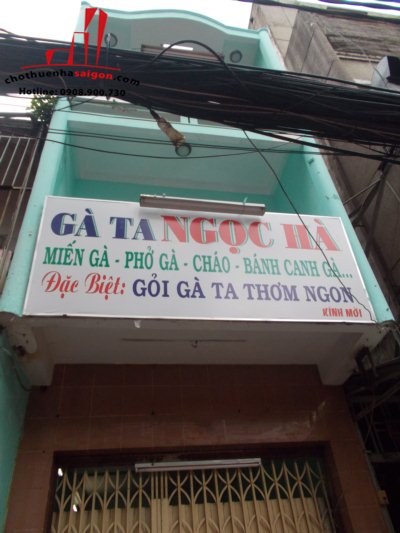 chothuenhasaigon.com
Hotline: 0908.900.730
GÀ TA NGỌC HÀ
MIẾN GÀ - PHỞ GÀ - CHÁO - BÁNH CANH GÀ...
Đặc Biệt: GỎI GÀ TA THƠM NGON
KÍNH MỜI